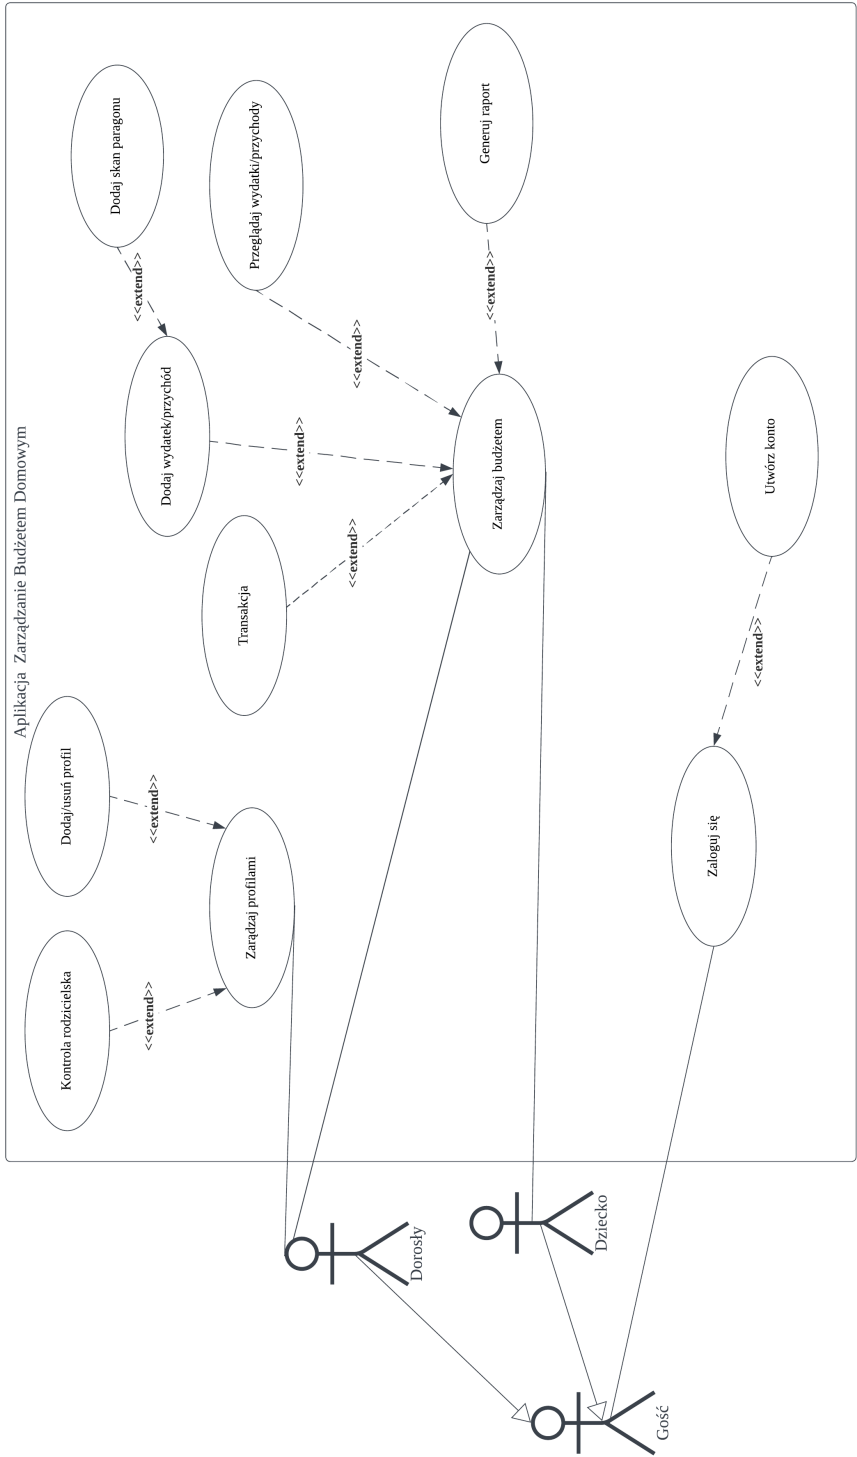 Aplikacja Zarządzanie Budżetem Domowym
Kontrola rodzicielska
Dodaj/usuń profil
<<extend>>
<<extend>>
Zarądzaj profilami
Dodaj skan paragonu
<<extend>>
Dodaj wydatek/przychód
Przeglądaj wydatki/przychody
Transakcja
<<extend>>
<<extend>>
<<extend>>
Generuj raport
<<extend>>
Zarządzaj budżetem
Dorosły
Dziecko
Gość
Zaloguj się
<<extend>>
Utwórz konto